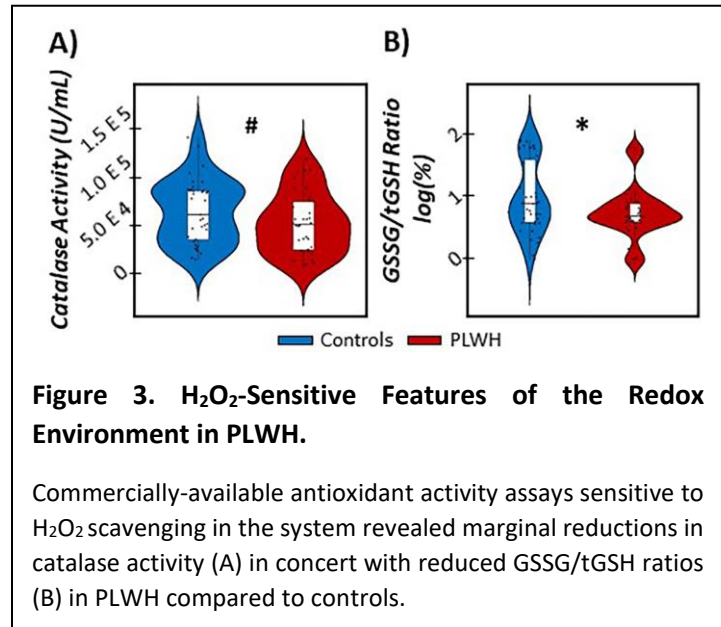 A)
B)
Catalase Activity (U/mL)
1.5 E 5
1.0 E 5
5.0 E 4
0
#
GSSG/tGSH Ratio
log(%)
2
1
0
*
Controls PLWH
Figure 3. H₂O₂-Sensitive Features of the Redox
Environment in PLWH.
Commercially-available antioxidant activity assays sensitive to
H₂O₂ scavenging in the system revealed marginal reductions in
catalase activity (A) in concert with reduced GSSG/tGSH ratios
(B) in PLWH compared to controls.